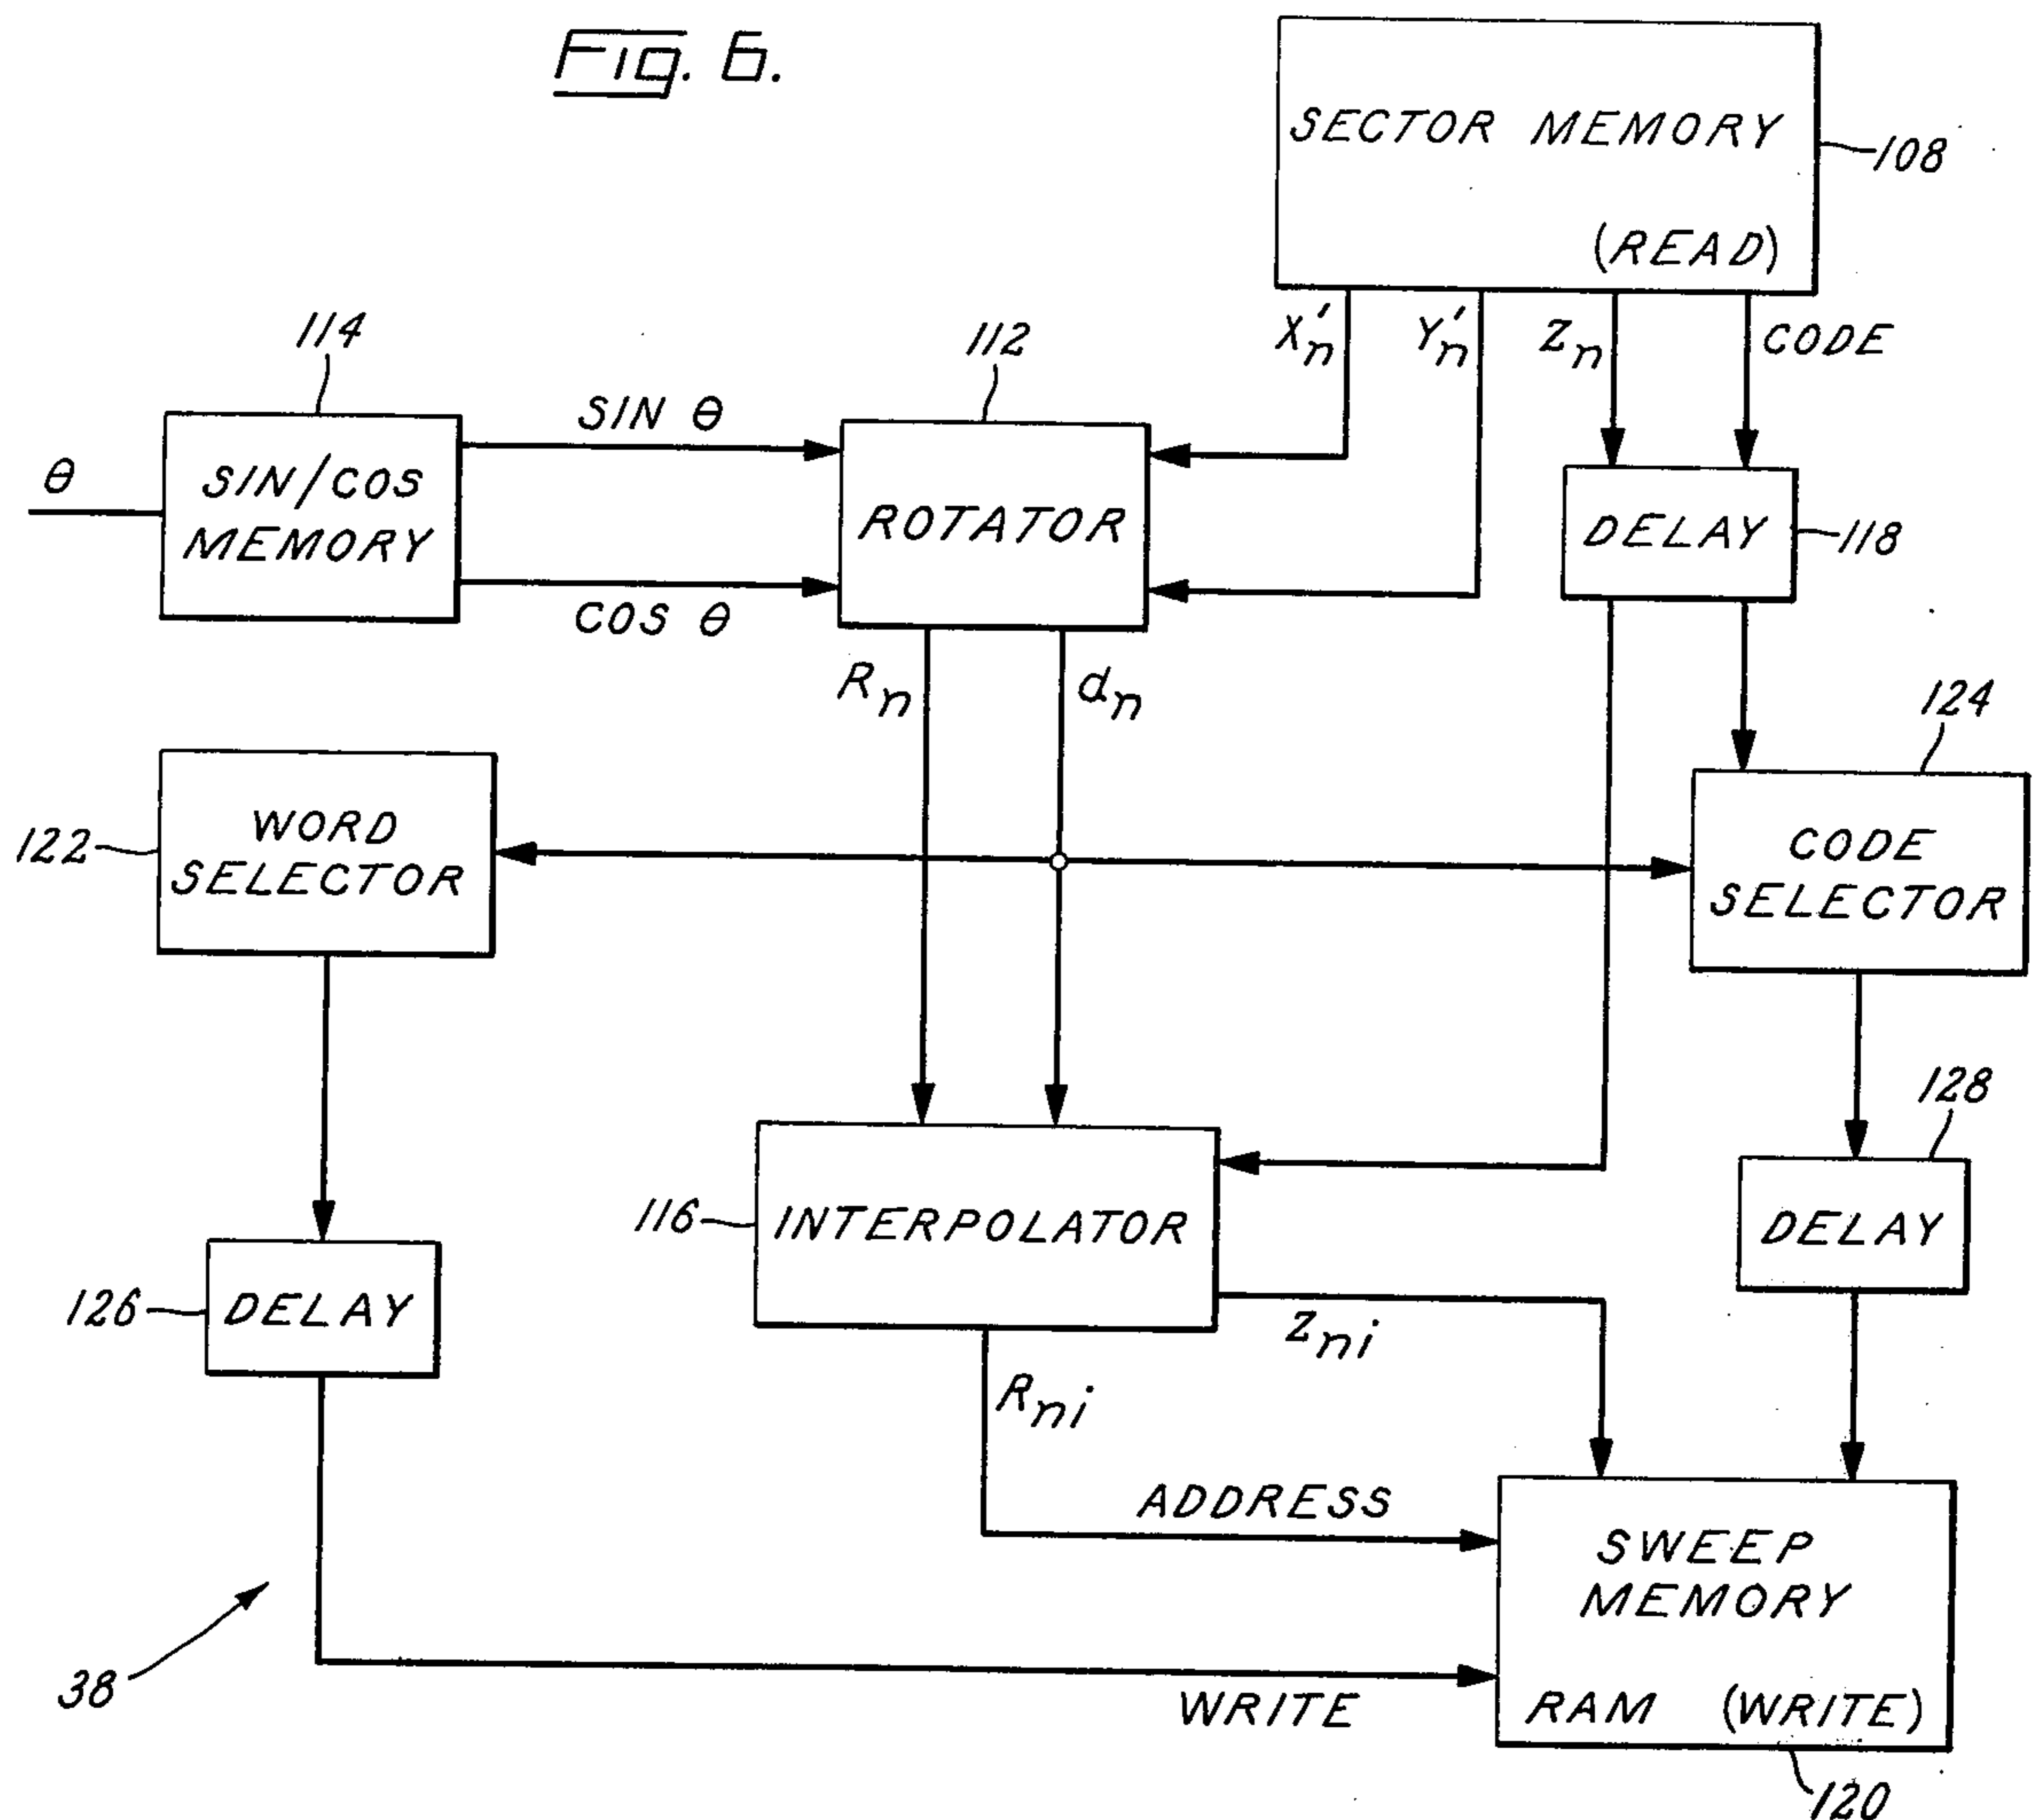 Fig. 6.
SECTOR MEMORY
108
(READ)
114
112
X'n
Y'n
Zn
CODE
SIN θ
θ
SIN/COS
MEMORY
ROTATOR
DELAY
118
COS θ
Rn
dn
124
122
WORD
SELECTOR
CODE
SELECTOR
128
116
INTERPOLATOR
DELAY
126
DELAY
Zni
Rni
ADDRESS
SWEEP
MEMORY
38
WRITE
RAM (WRITE)
120